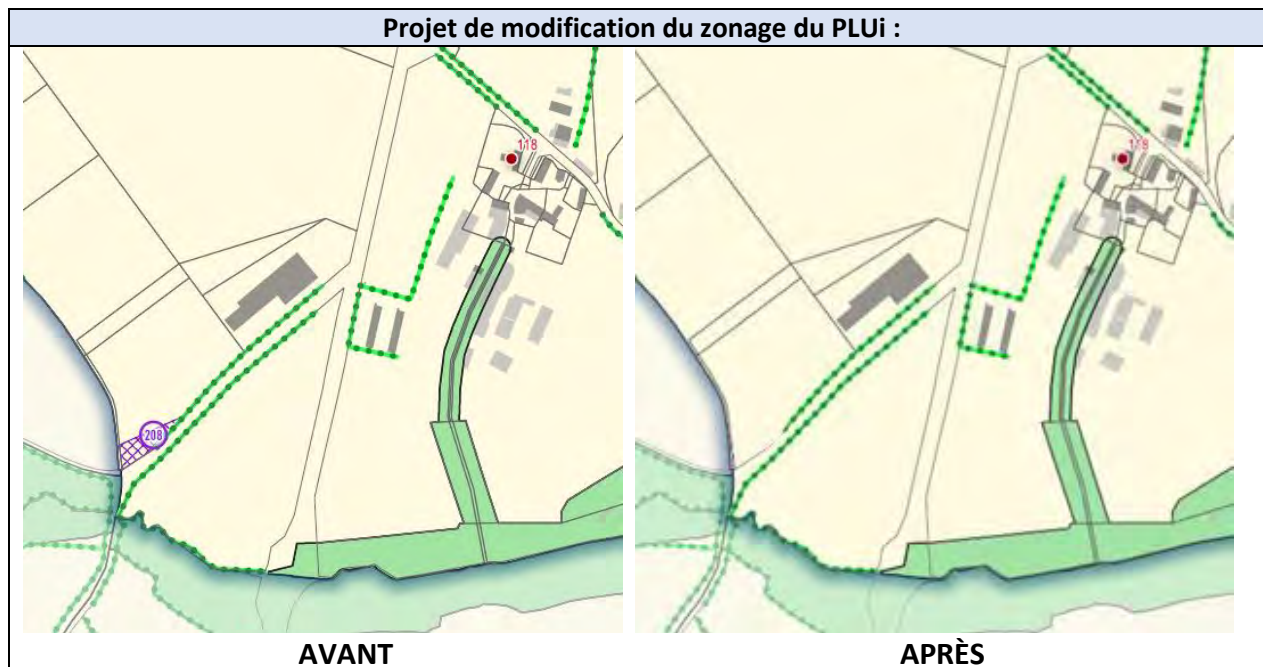 Projet de modification du zonage du PLUi :
118
208
118
AVANT
APRÈS